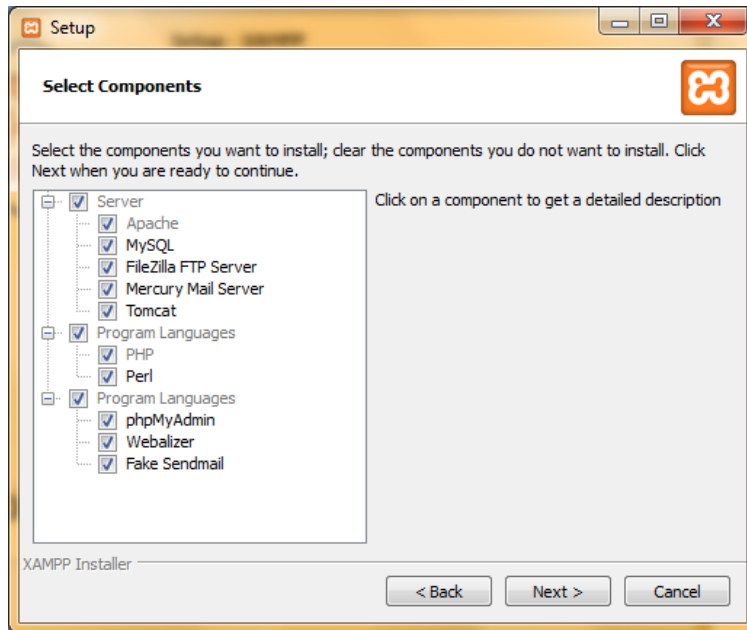 Setup
Select Components
Select the components you want to install; clear the components you do not want to install. Click
Next when you are ready to continue.
Server
Apache
MySQL
FileZilla FTP Server
Mercury Mail Server
Tomcat
Program Languages
PHP
Perl
Program Languages
phpMyAdmin
Webalizer
Fake Sendmail
Click on a component to get a detailed description
XAMPP Installer
< Back
Next >
Cancel